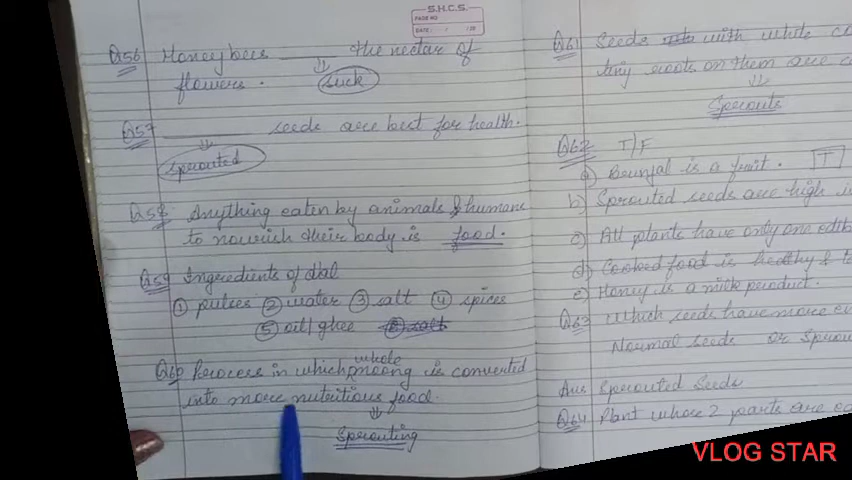 S.H.C.S.
PAGE NO.
DATE: / /20
Q56 Honeybees ______ the nectar of
flowers.
suck
Q57 ______ seeds are best for health.
sprouted
Q58 Anything eaten by animals & humans
to nourish their body is food.
Q59 Ingredients of dal
① pulses ② water ③ salt ④ spices
⑤ oil/ghee ⑥ salt
Q60 Process in which whole moong is converted
into more nutritious food.
Sprouting
Q61 Seeds with white
tiny roots on them are
Sprouts
Q62 T/F
a) Brinjal is a fruit. T
b) Sprouted seeds are high
c) All plants have only one
d) Cooked food is healthy &
e) Honey is a milk product.
Q63 Which seeds have more
Normal seeds or
Ans Sprouted Seeds
Q64 Plant whose 2 parts are
VLOG STAR